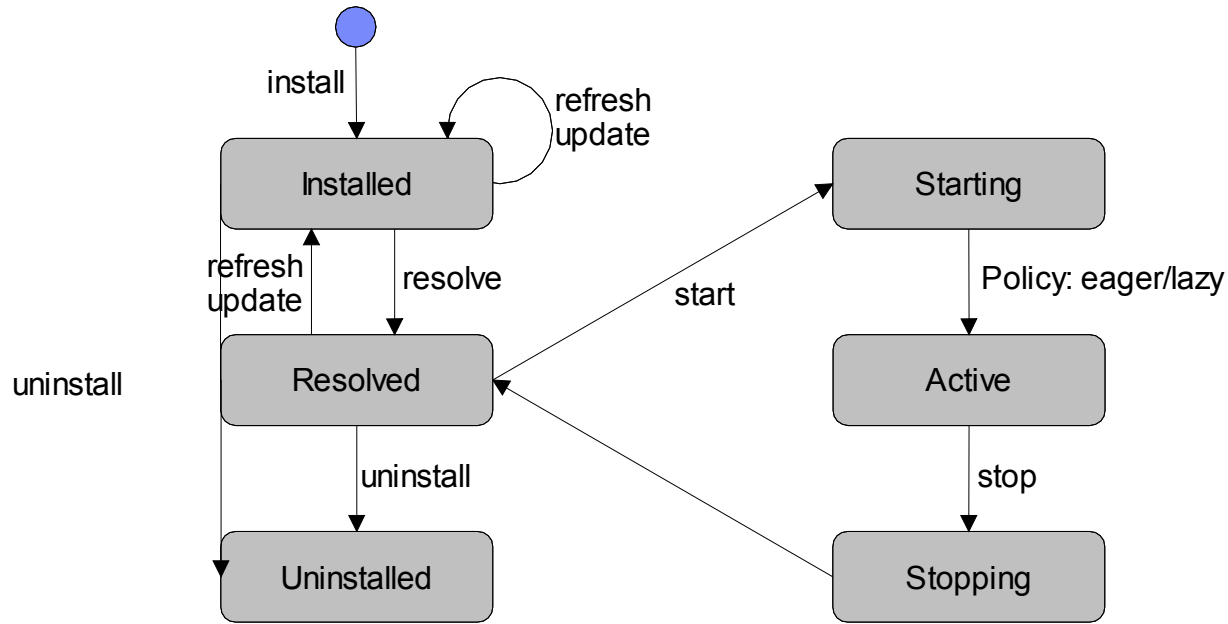 install
refresh
update
Installed
Starting
refresh
update
resolve
start
Policy: eager/lazy
uninstall
Resolved
Active
uninstall
stop
Uninstalled
Stopping